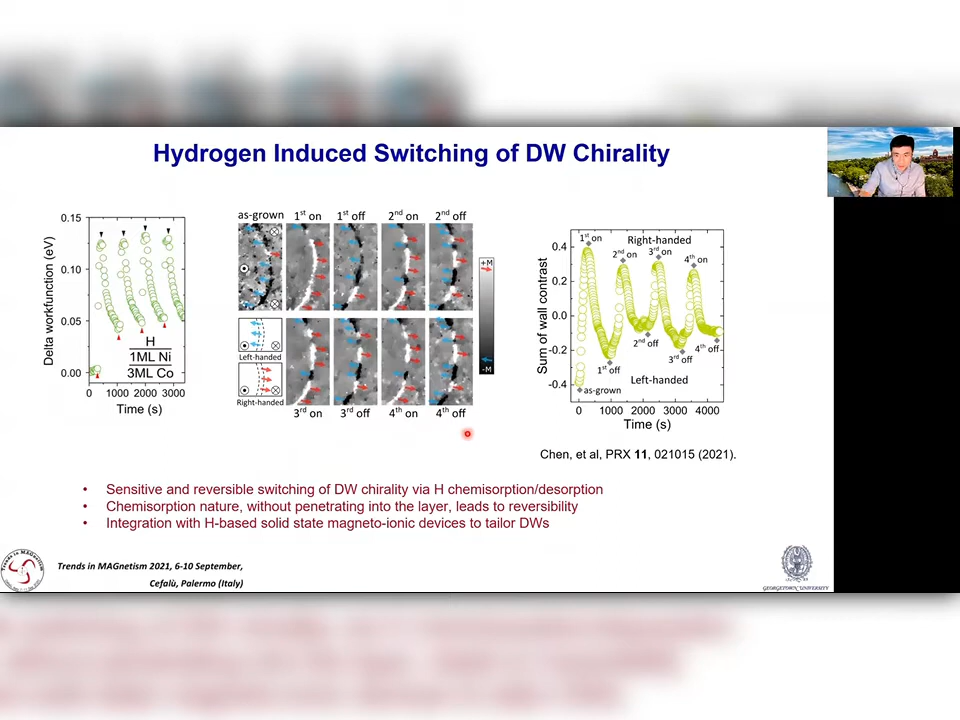 Hydrogen Induced Switching of DW Chirality
0.15
0.10
0.05
0.00
Delta workfunction (eV)
H
1ML Ni
3ML Co
0 1000 2000 3000
Time (s)
as-grown 1st on 1st off 2nd on 2nd off
Left-handed
Right-handed
3rd on 3rd off 4th on 4th off
+M
-M
0.4
0.2
0.0
-0.2
-0.4
Sum of wall contrast
1st on
Right-handed
2nd on
3rd on
4th on
1st off
2nd off
3rd off
4th off
Left-handed
as-grown
0 1000 2000 3000 4000
Time (s)
Chen, et al, PRX 11, 021015 (2021).
• Sensitive and reversible switching of DW chirality via H chemisorption/desorption
• Chemisorption nature, without penetrating into the layer, leads to reversibility
• Integration with H-based solid state magneto-ionic devices to tailor DWs
Trends in MAGnetism 2021, 6-10 September,
Cefalù, Palermo (Italy)
GEORGETOWN UNIVERSITY